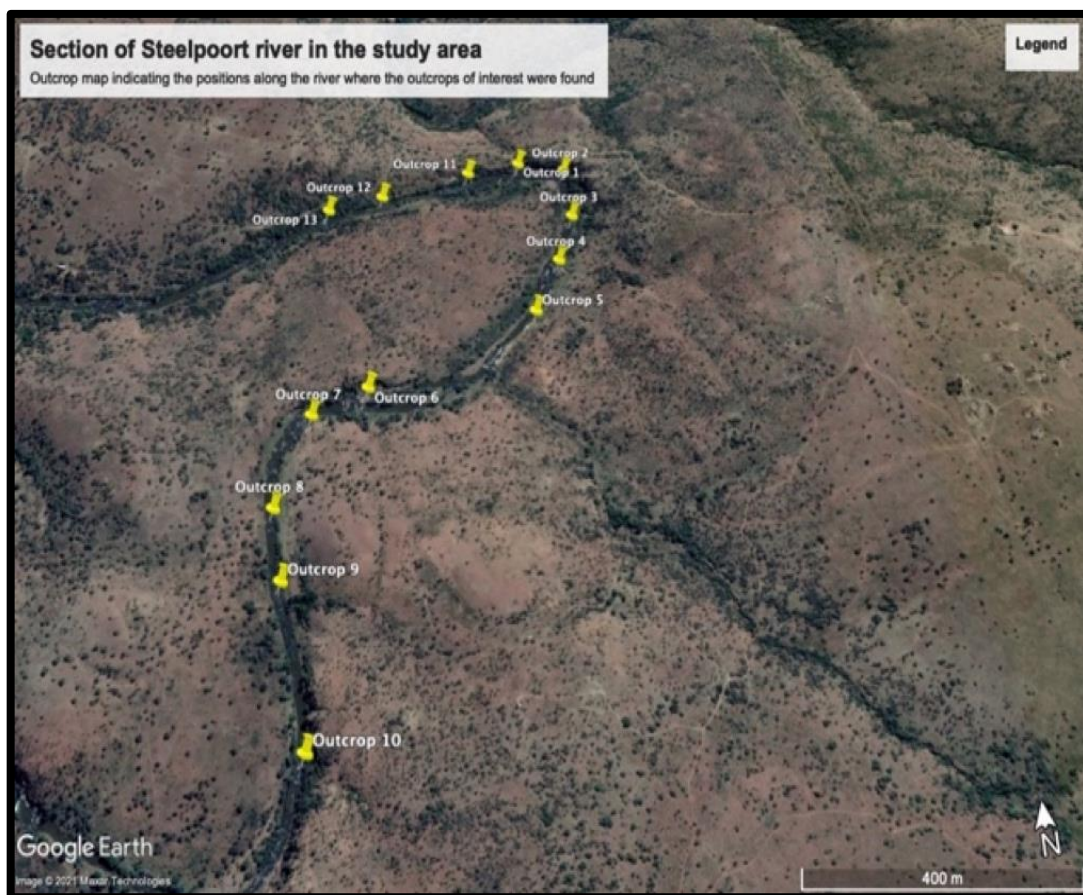 Section of Steelpoort river in the study area
Outcrop map indicating the positions along the river where the outcrops of interest were found
Legend
Outcrop 2
Outcrop 11
Outcrop 1
Outcrop 12
Outcrop 3
Outcrop 13
Outcrop 4
Outcrop 5
Outcrop 7
Outcrop 6
Outcrop 8
Outcrop 9
Outcrop 10
N
Google Earth
Image © 2021 Maxar Technologies
400 m